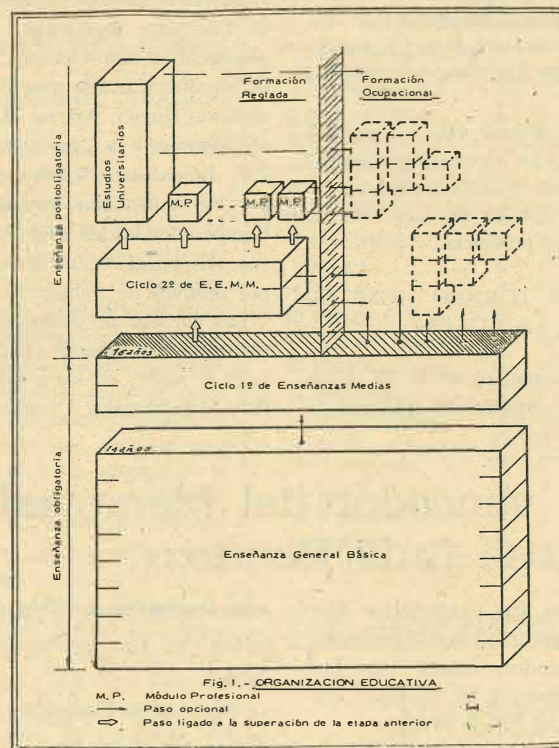 Formación
Reglada
Formación
Ocupacional
Enseñanza postobligatoria
Estudios
Universitarios
M.P
M.P
M.P
Ciclo 2º de E.E.M.M.
16 años
Ciclo 1º de Enseñanzas Medias
14 años
Enseñanza obligatoria
Enseñanza General Básica
Fig. 1.- ORGANIZACION EDUCATIVA
M.P. Módulo Profesional
Paso opcional
Paso ligado a la superación de la etapa anterior